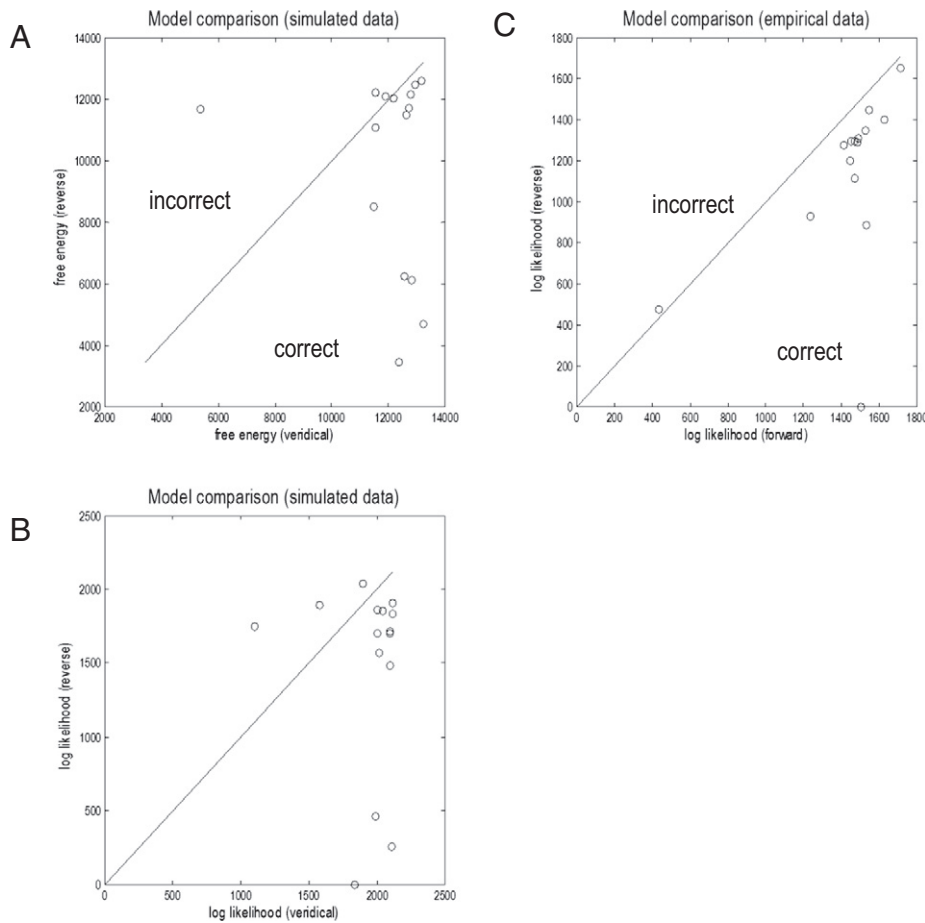 A
Model comparison (simulated data)
14000
12000
10000
8000
6000
4000
2000
free energy (reverse)
incorrect
correct
2000
4000
6000
8000
10000
12000
14000
free energy (veridical)
C
Model comparison (empirical data)
1800
1600
1400
1200
1000
800
600
400
200
0
log likelihood (reverse)
incorrect
correct
0
200
400
600
800
1000
1200
1400
1600
1800
log likelihood (forward)
B
Model comparison (simulated data)
2500
2000
1500
1000
500
0
log likelihood (reverse)
0
500
1000
1500
2000
2500
log likelihood (veridical)